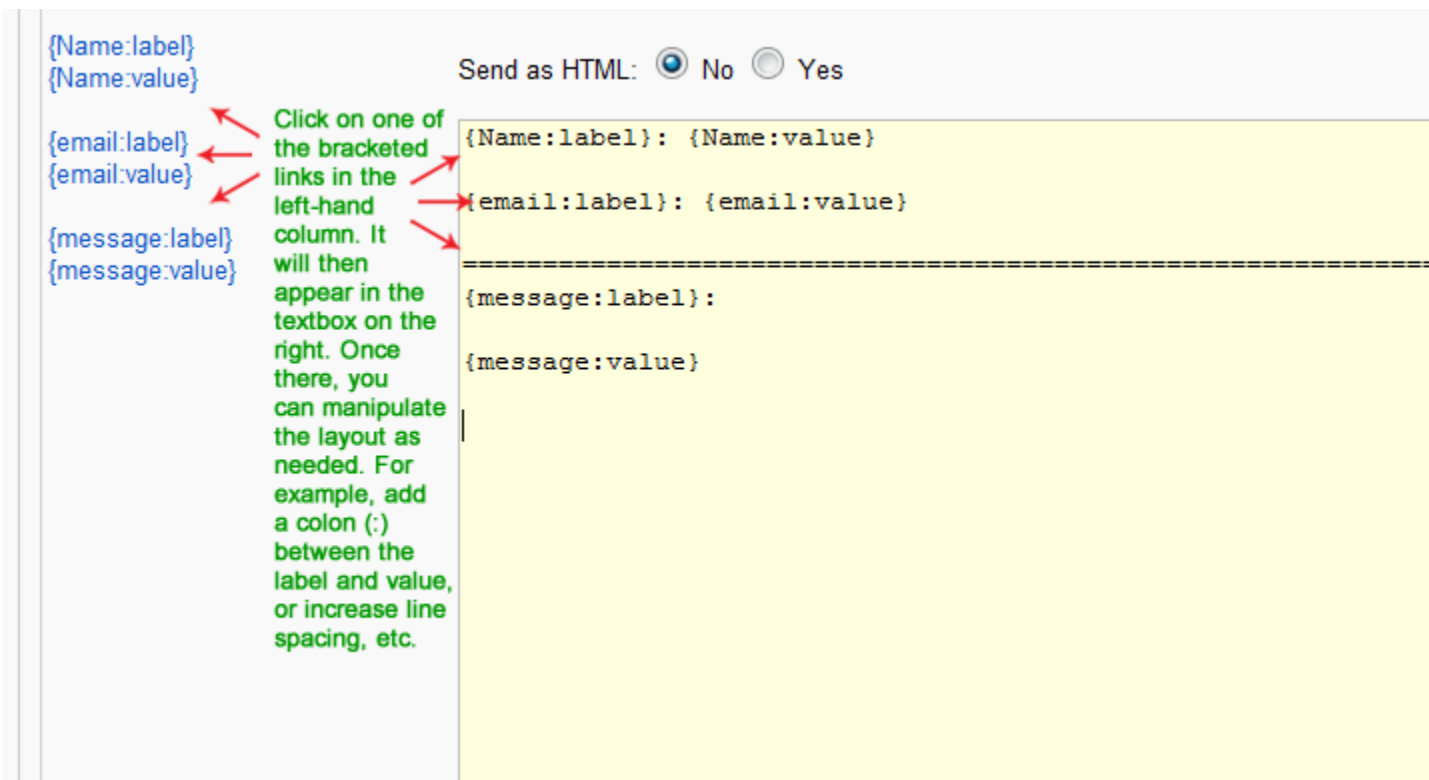 {Name:label}
{Name:value}
{email:label}
{email:value}
{message:label}
{message:value}
Click on one of
the bracketed
links in the
left-hand
column. It
will then
appear in the
textbox on the
right. Once
there, you
can manipulate
the layout as
needed. For
example, add
a colon (:)
between the
label and value,
or increase line
spacing, etc.
Send as HTML: No Yes
{Name:label}: {Name:value}
{email:label}: {email:value}
============================================================
{message:label}:
{message:value}